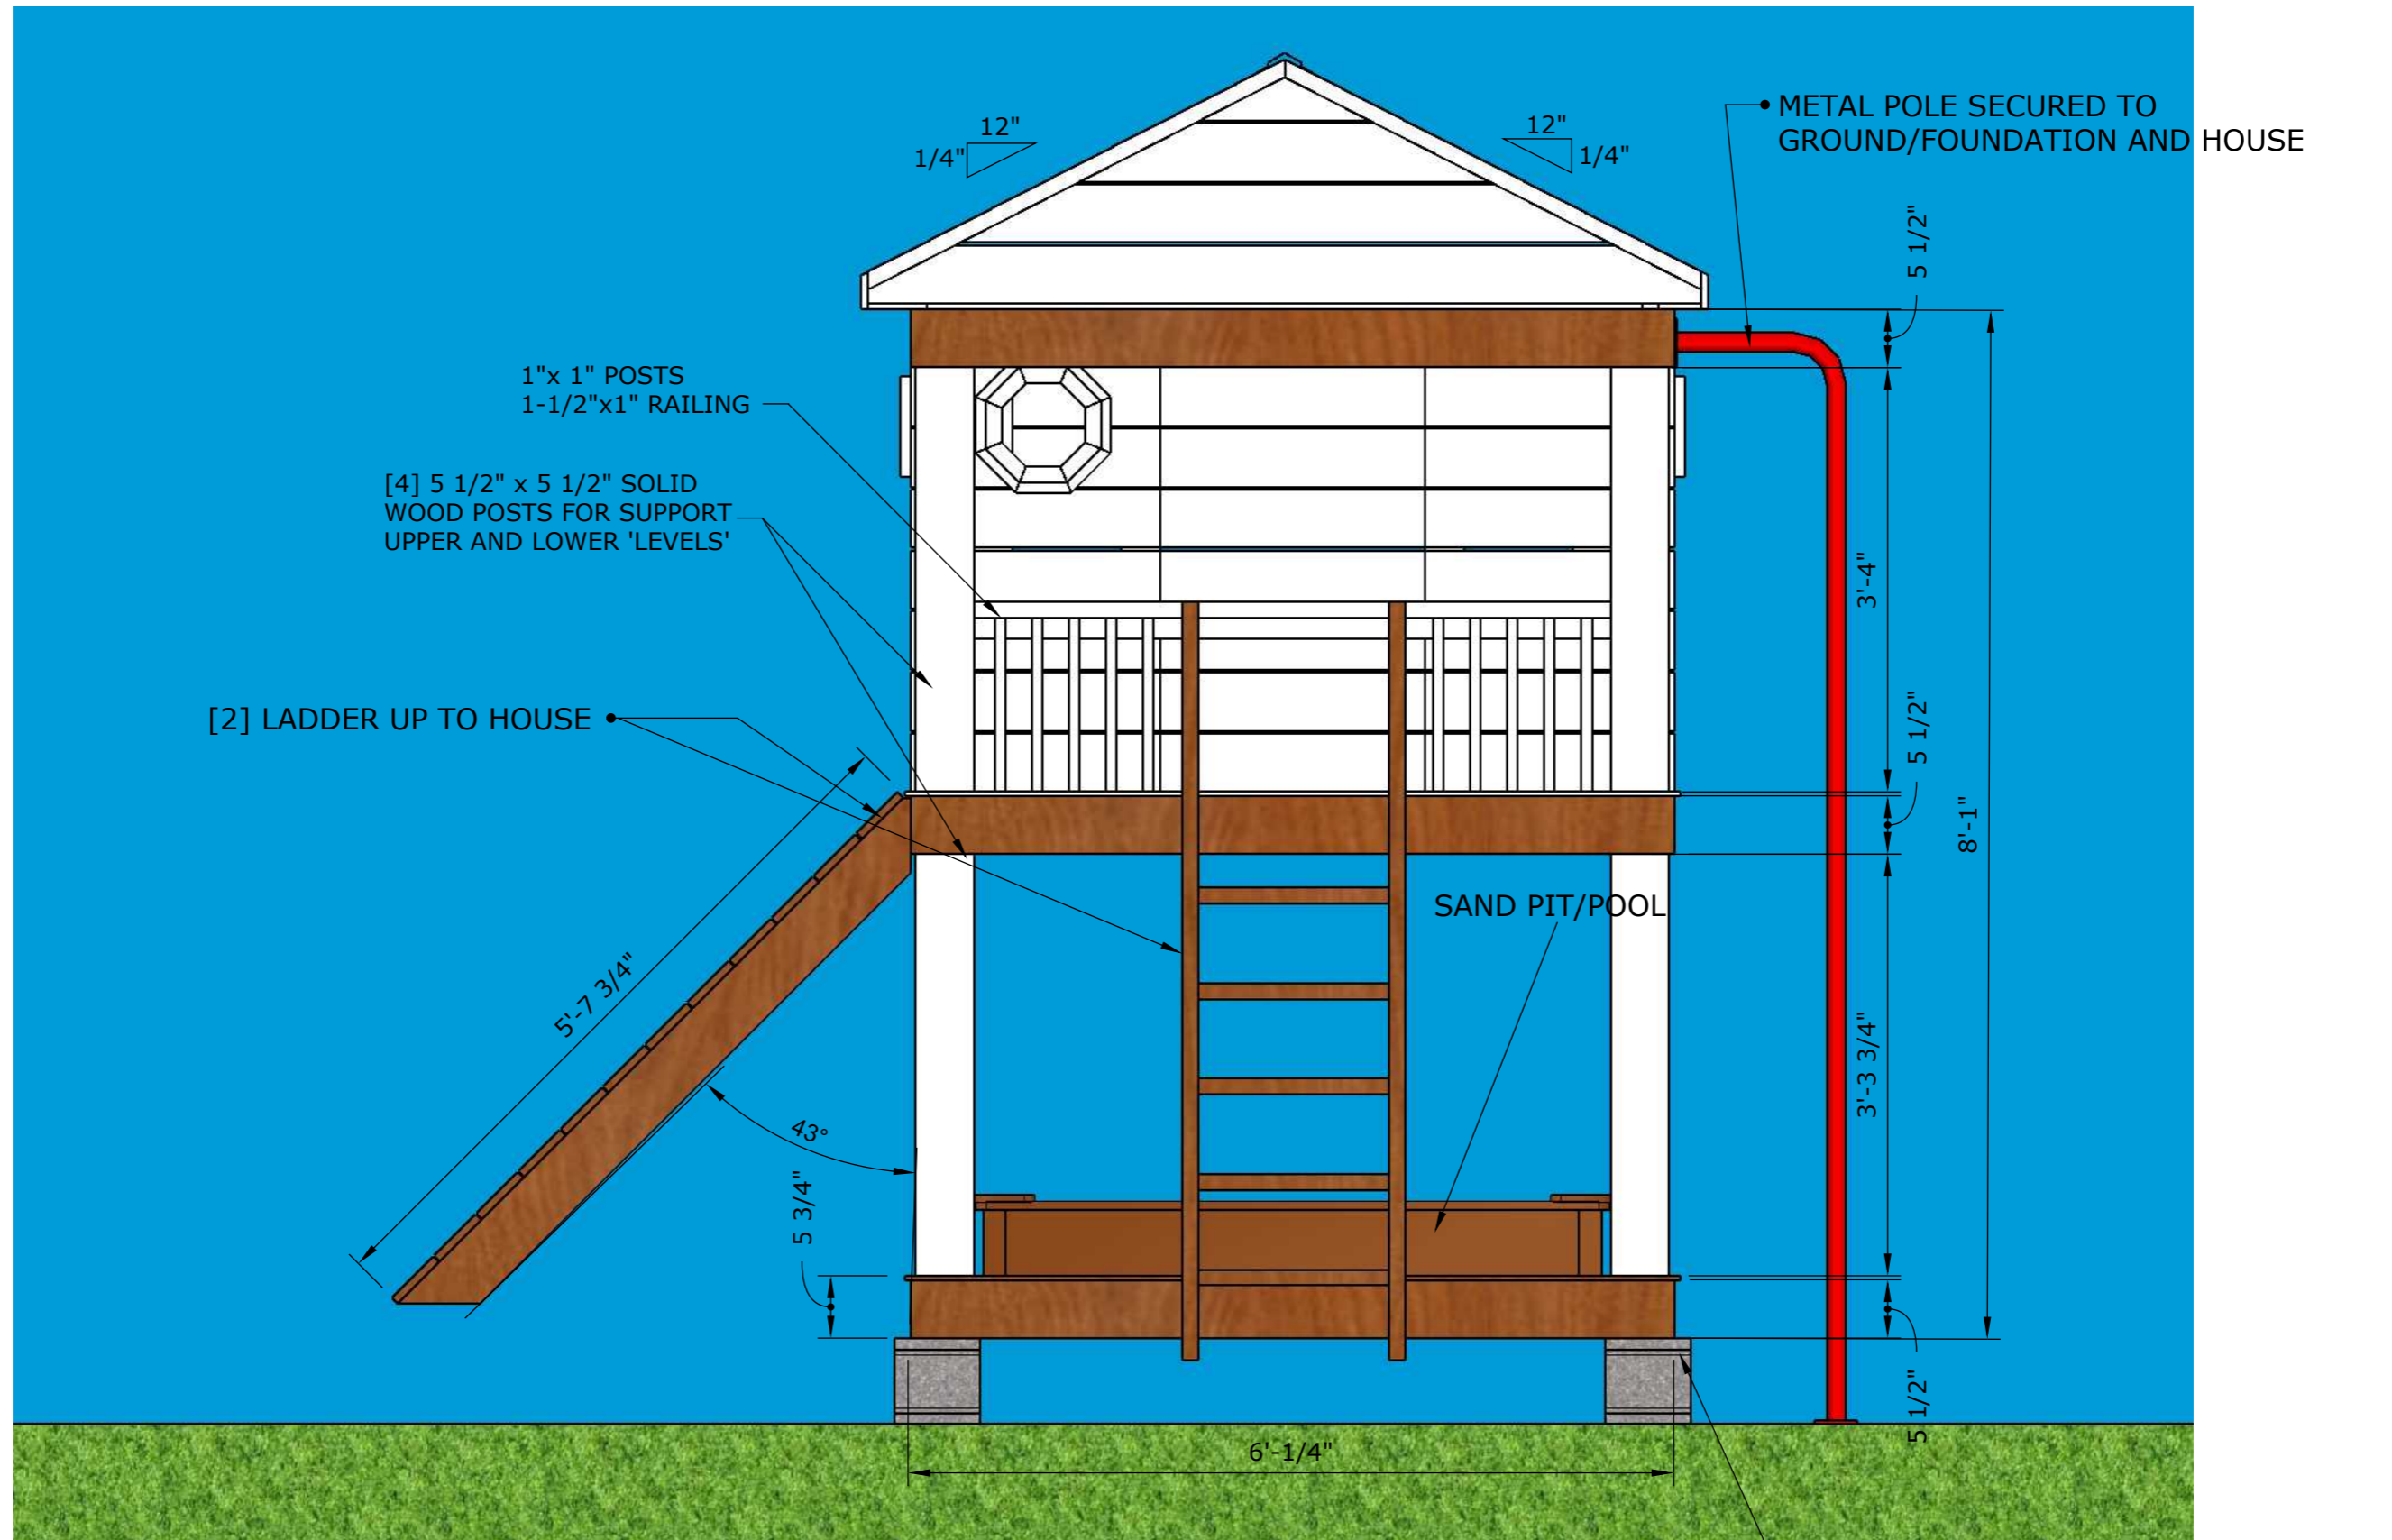 METAL POLE SECURED TO
GROUND/FOUNDATION AND HOUSE
12"
1/4"
12"
1/4"
5 1/2"
1"x 1" POSTS
1-1/2"x1" RAILING
[4] 5 1/2" x 5 1/2" SOLID
WOOD POSTS FOR SUPPORT
UPPER AND LOWER 'LEVELS'
3'-4"
[2] LADDER UP TO HOUSE
5 1/2"
8'-1"
SAND PIT/POOL
5'-7 3/4"
3'-3 3/4"
43°
5 3/4"
5 1/2"
6'-1/4"